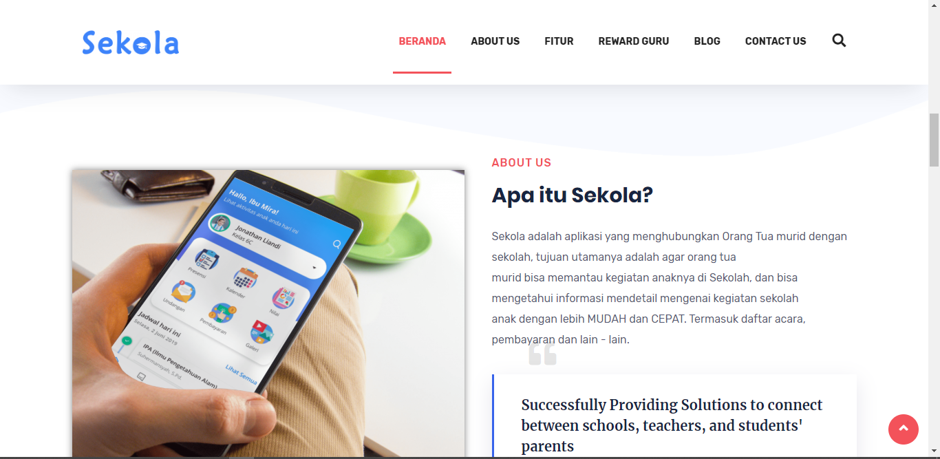 Sekola
BERANDA
ABOUT US
FITUR
REWARD GURU
BLOG
CONTACT US
ABOUT US
Apa itu Sekola?
Sekola adalah aplikasi yang menghubungkan Orang Tua murid dengan
sekolah, tujuan utamanya adalah agar orang tua
murid bisa memantau kegiatan anaknya di Sekolah, dan bisa
mengetahui informasi mendetail mengenai kegiatan sekolah
anak dengan lebih MUDAH dan CEPAT. Termasuk daftar acara,
pembayaran dan lain - lain.
Successfully Providing Solutions to connect
between schools, teachers, and students'
parents
Hallo, Ibu Mira!
Lihat aktivitas anak anda hari ini
Jonathan Liandi
Kelas 6C
Presensi
Kalender
Nilai
Undangan
Pembayaran
Galeri
Jadwal hari ini
Selasa, 2 Juni 2019
Lihat Semua
IPA (Ilmu Pengetahuan Alam)